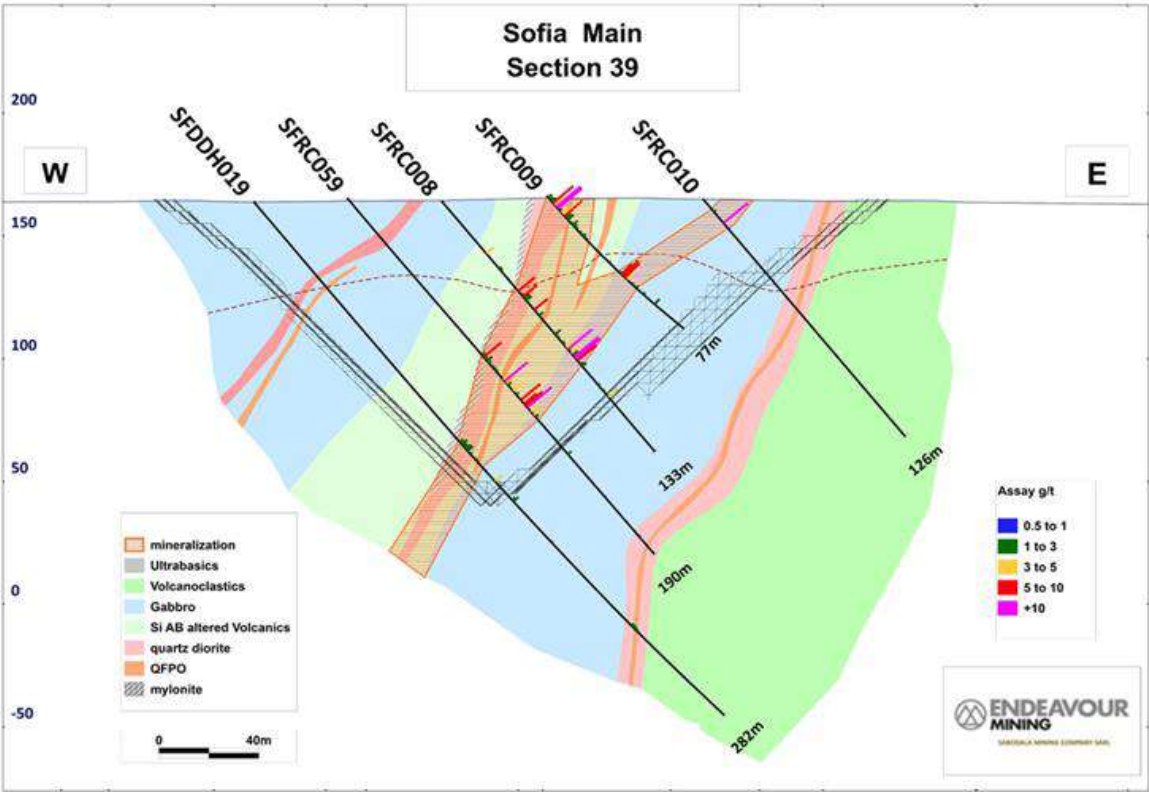 Sofia Main
Section 39
200
150
100
50
0
-50
W
E
SFDDH019
SFRC059
SFRC008
SFRC009
SFRC010
77m
133m
126m
190m
282m
mineralization
Ultrabasics
Volcanoclastics
Gabbro
Si AB altered Volcanics
quartz diorite
QFPO
mylonite
0 40m
Assay g/t
0.5 to 1
1 to 3
3 to 5
5 to 10
+10
ENDEAVOUR
MINING
SABODALA MINING COMPANY SARL